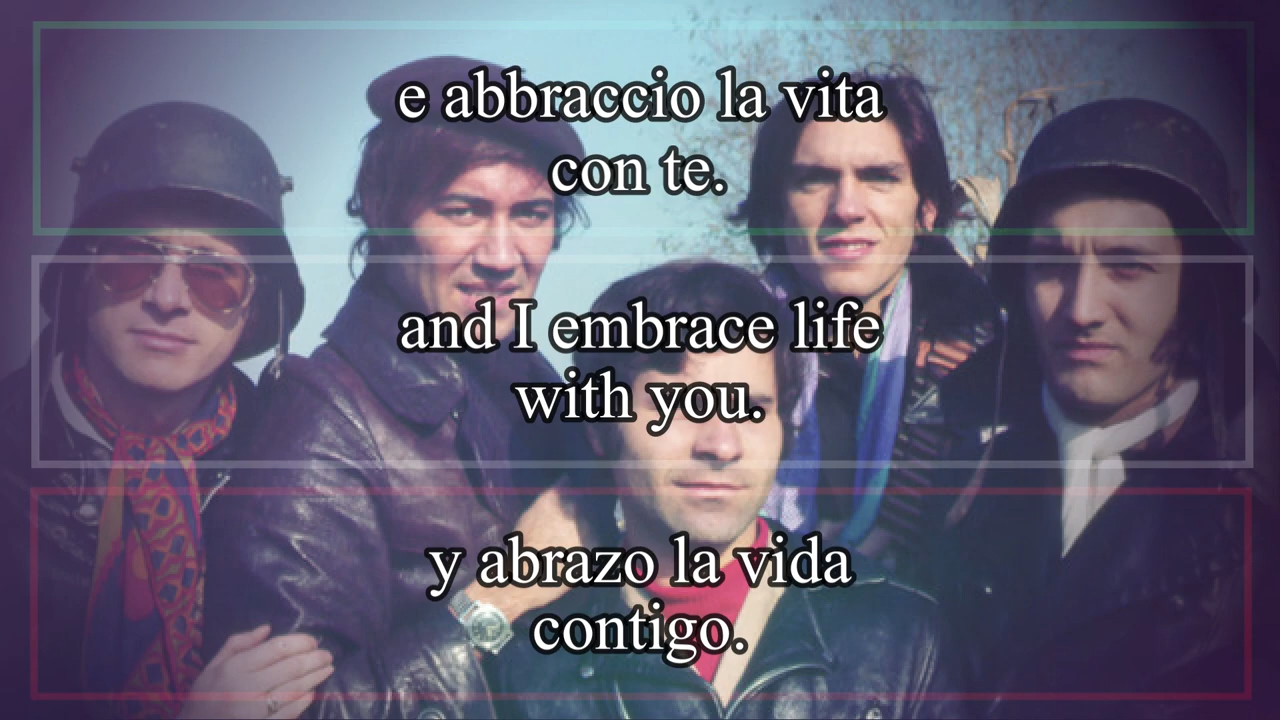 e abbraccio la vita
con te.
and I embrace life
with you.
y abrazo la vida
contigo.